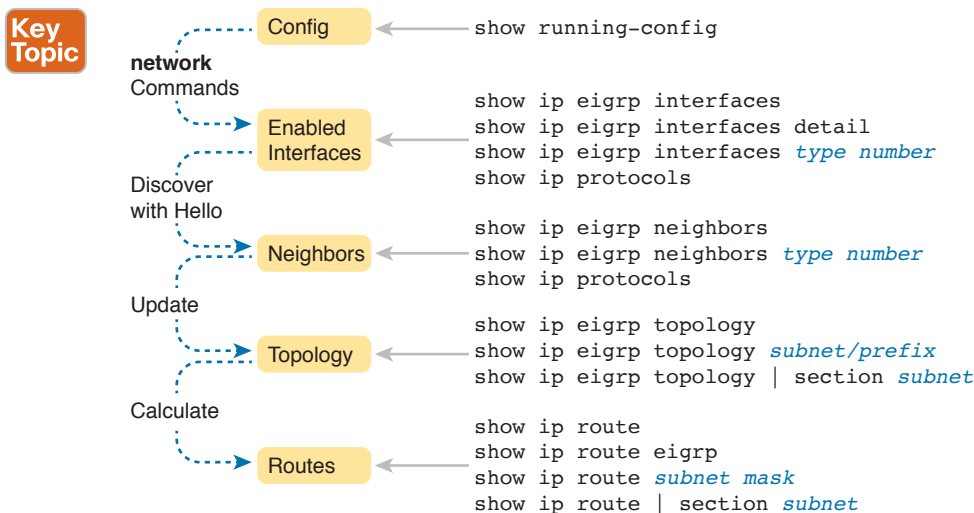 Key
Topic
Config
show running-config
network
Commands
Enabled
Interfaces
show ip eigrp interfaces
show ip eigrp interfaces detail
show ip eigrp interfaces type number
show ip protocols
Discover
with Hello
Neighbors
show ip eigrp neighbors
show ip eigrp neighbors type number
show ip protocols
Update
Topology
show ip eigrp topology
show ip eigrp topology subnet/prefix
show ip eigrp topology | section subnet
Calculate
Routes
show ip route
show ip route eigrp
show ip route subnet mask
show ip route | section subnet